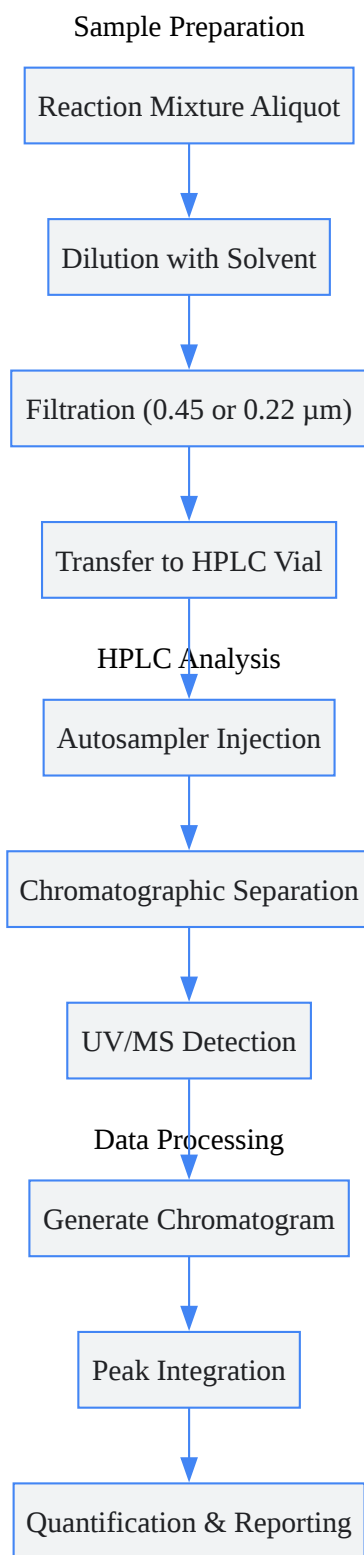 Sample Preparation
Reaction Mixture Aliquot
Dilution with Solvent
Filtration (0.45 or 0.22 µm)
Transfer to HPLC Vial
HPLC Analysis
Autosampler Injection
Chromatographic Separation
UV/MS Detection
Data Processing
Generate Chromatogram
Peak Integration
Quantification & Reporting